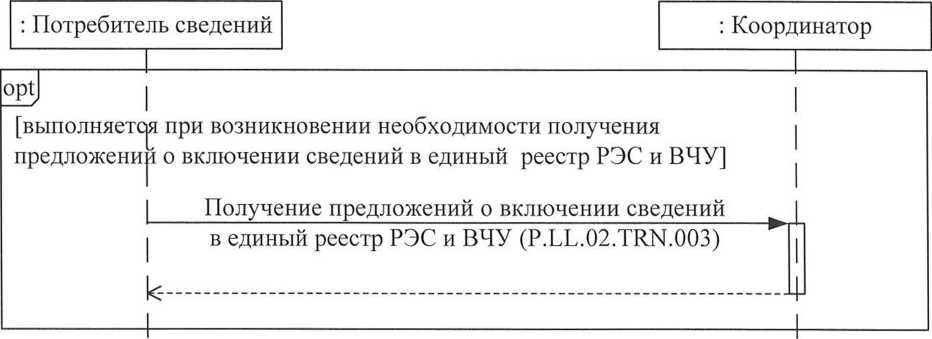 : Потребитель сведений
: Координатор
opt
[выполняется при возникновении необходимости получения
предложений о включении сведений в единый реестр РЭС и ВЧУ]
Получение предложений о включении сведений
в единый реестр РЭС и ВЧУ (P.LL.02.TRN.003)